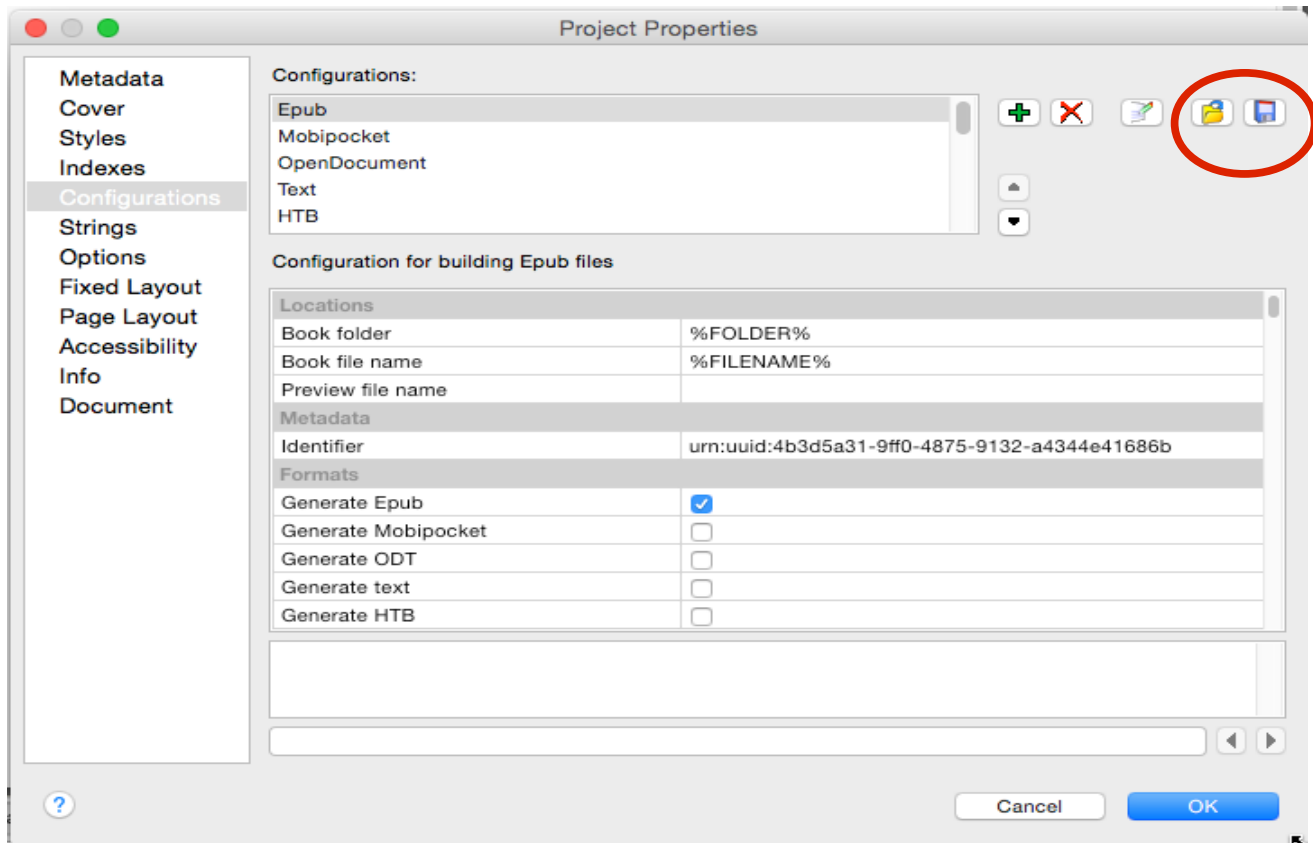 Project Properties
Metadata
Cover
Styles
Indexes
Configurations
Strings
Options
Fixed Layout
Page Layout
Accessibility
Info
Document
Configurations:
Epub
Mobipocket
OpenDocument
Text
HTB
Configuration for building Epub files
Locations
Book folder %FOLDER%
Book file name %FILENAME%
Preview file name
Metadata
Identifier urn:uuid:4b3d5a31-9ff0-4875-9132-a4344e41686b
Formats
Generate Epub
Generate Mobipocket
Generate ODT
Generate text
Generate HTB
?
Cancel
OK